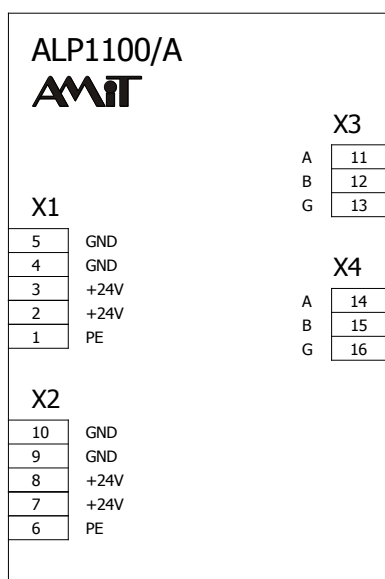 ALP1100/A
AMiT
X3
A 11
B 12
G 13
X1
5 GND
4 GND
3 +24V
2 +24V
1 PE
X4
A 14
B 15
G 16
X2
10 GND
9 GND
8 +24V
7 +24V
6 PE